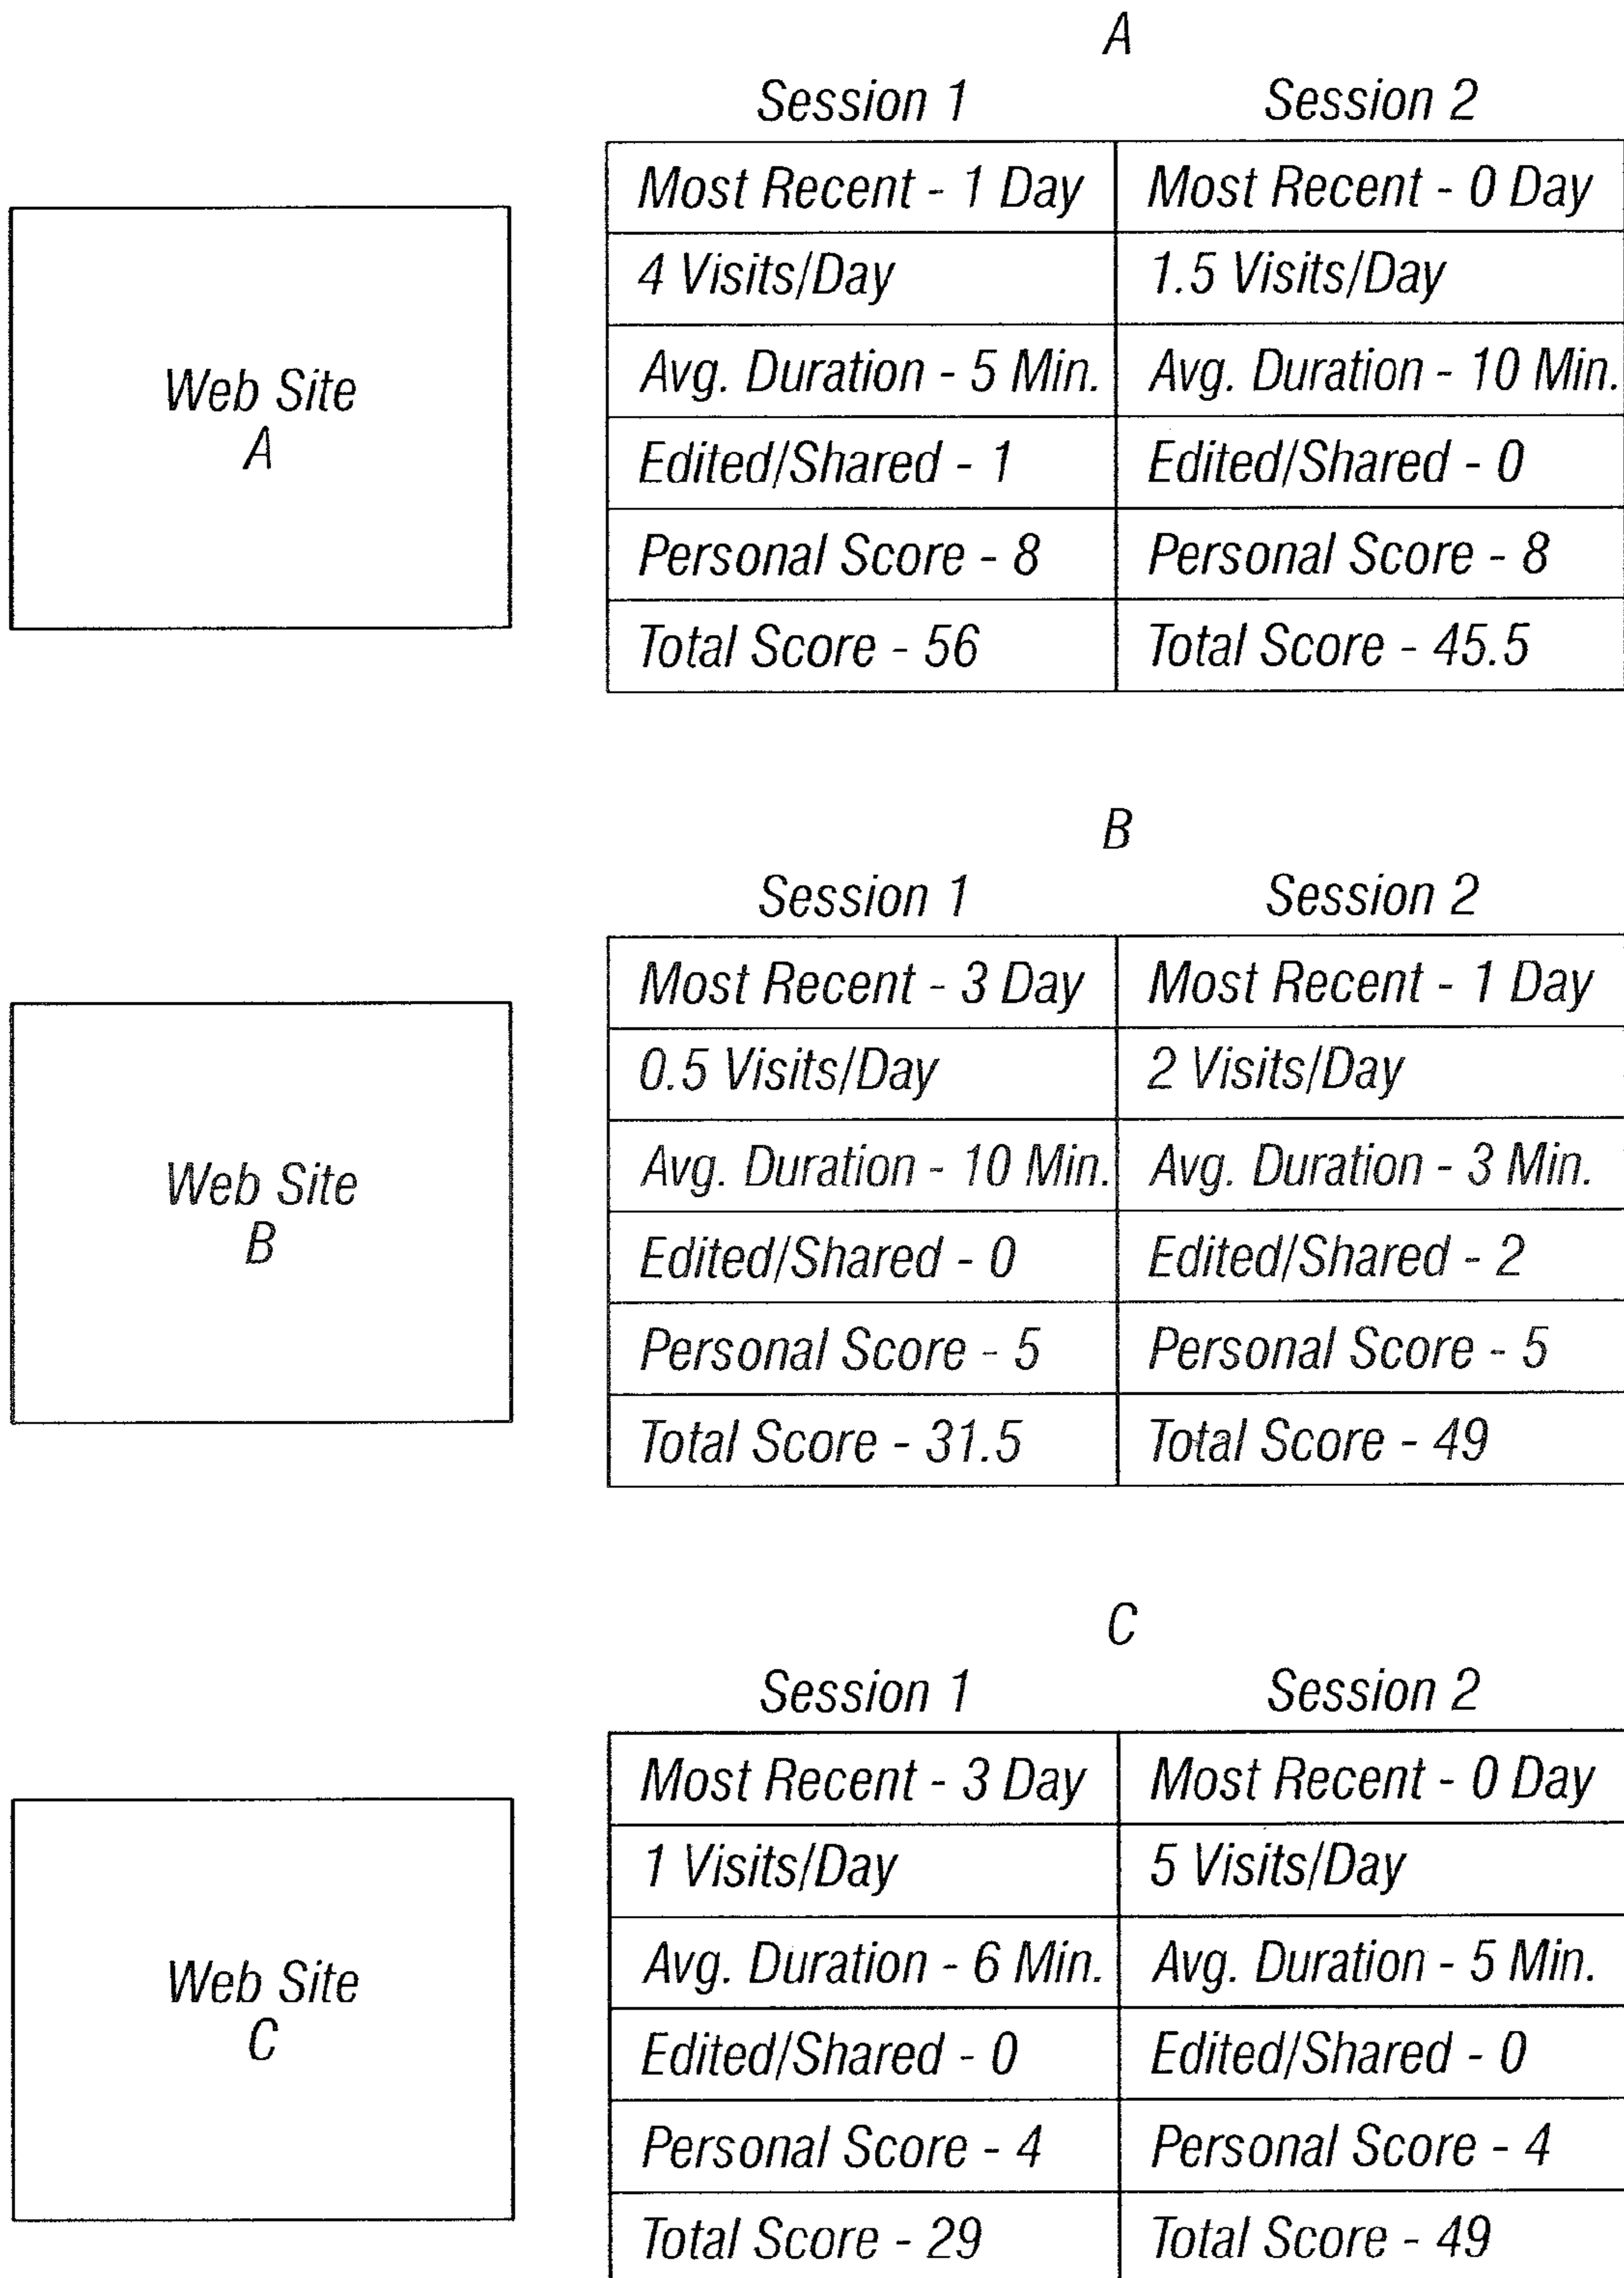 A
Session 1 Session 2
Most Recent - 1 Day Most Recent - 0 Day
4 Visits/Day 1.5 Visits/Day
Avg. Duration - 5 Min. Avg. Duration - 10 Min.
Edited/Shared - 1 Edited/Shared - 0
Personal Score - 8 Personal Score - 8
Total Score - 56 Total Score - 45.5
Web Site
A
B
Session 1 Session 2
Most Recent - 3 Day Most Recent - 1 Day
0.5 Visits/Day 2 Visits/Day
Avg. Duration - 10 Min. Avg. Duration - 3 Min.
Edited/Shared - 0 Edited/Shared - 2
Personal Score - 5 Personal Score - 5
Total Score - 31.5 Total Score - 49
Web Site
B
C
Session 1 Session 2
Most Recent - 3 Day Most Recent - 0 Day
1 Visits/Day 5 Visits/Day
Avg. Duration - 6 Min. Avg. Duration - 5 Min.
Edited/Shared - 0 Edited/Shared - 0
Personal Score - 4 Personal Score - 4
Total Score - 29 Total Score - 49
Web Site
C